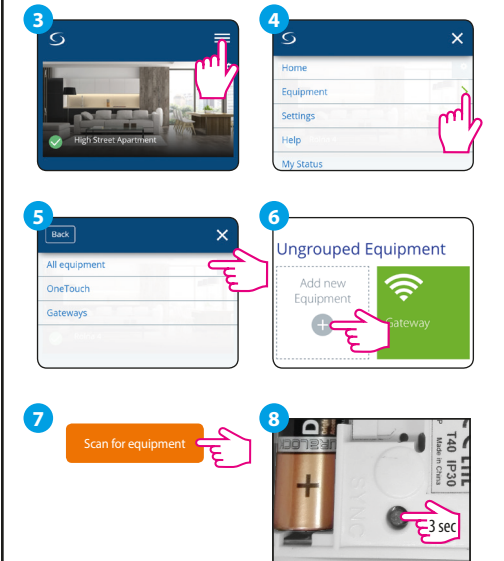 3
High Street Apartment
4
Home
Equipment
Settings
Help
My Status
5
Back
All equipment
OneTouch
Gateways
6
Ungrouped Equipment
Add new
Equipment
Gateway
7
Scan for equipment
8
SYNC
T40 IP30
Made in China
3 sec